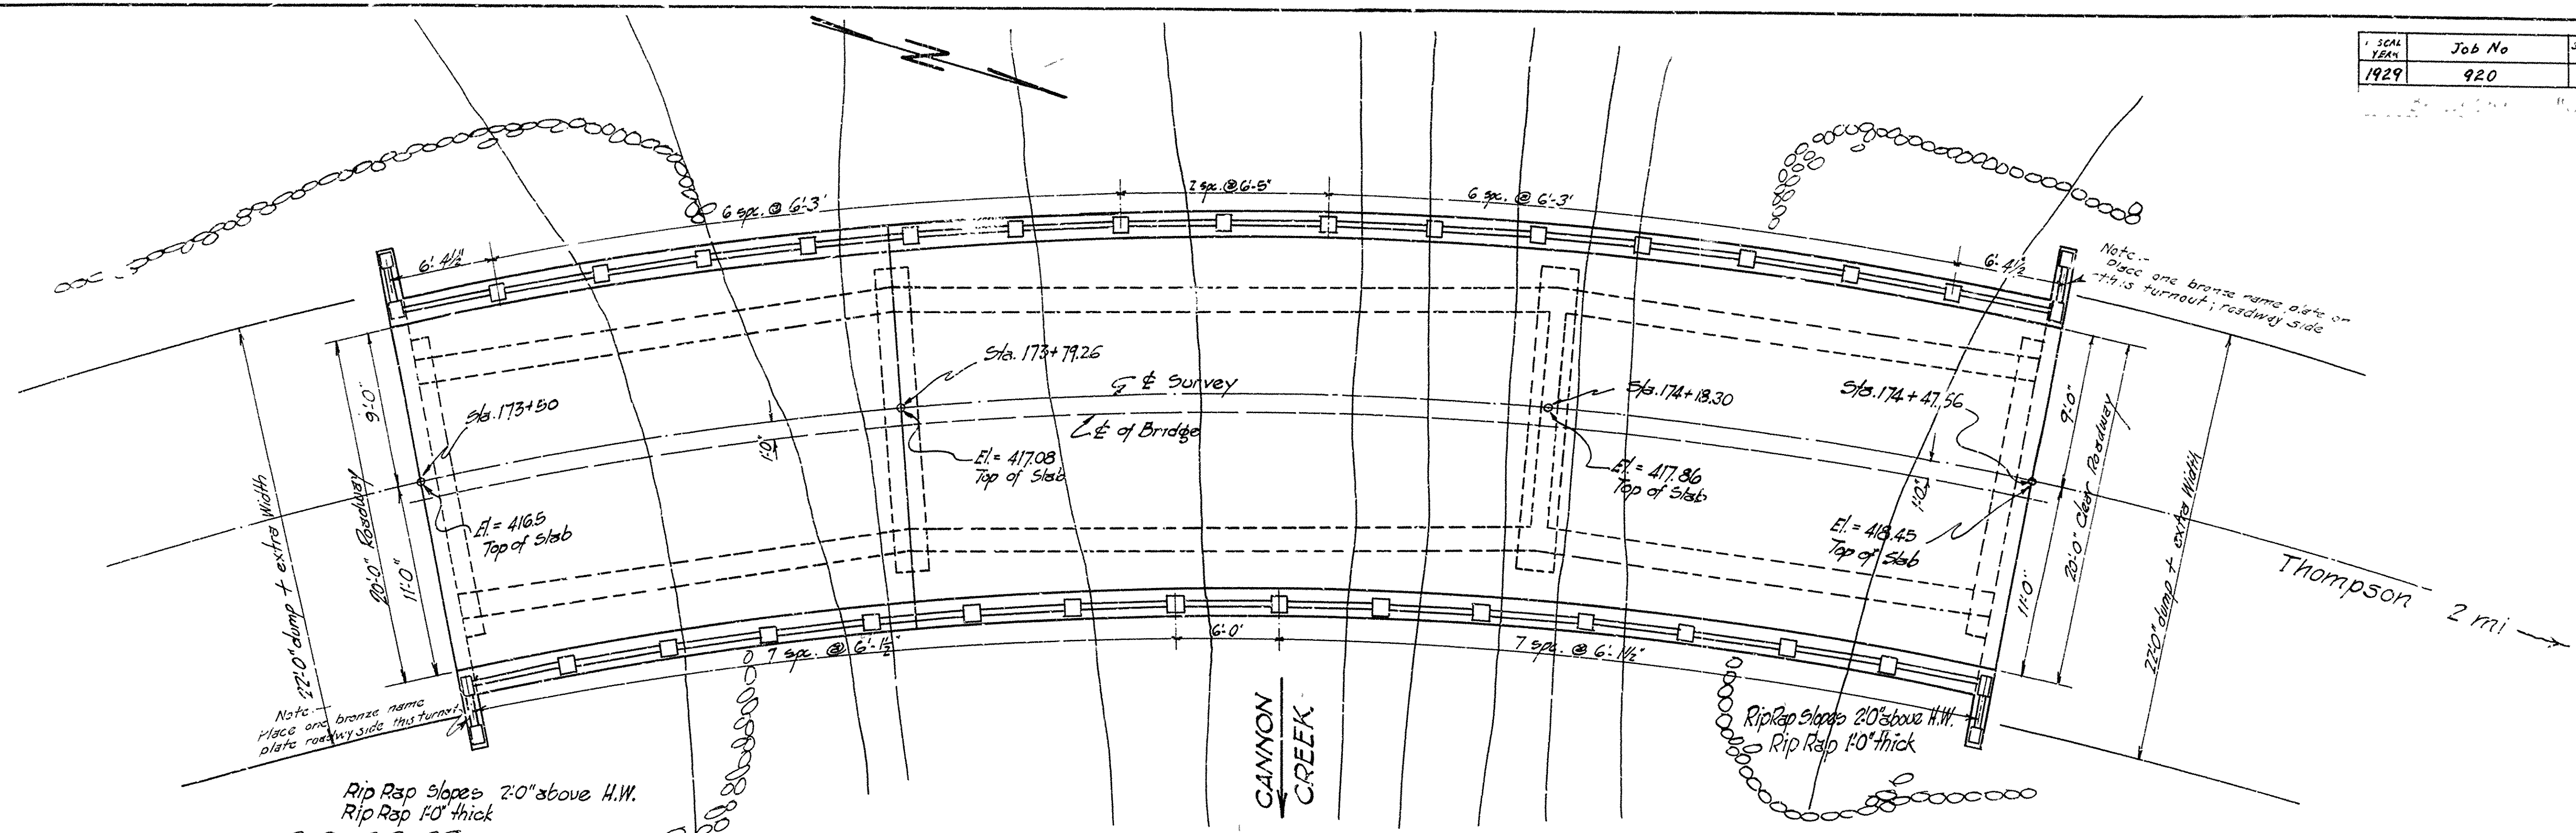 Job No
YEAR
1929 920
N
6 spc. @ 6'-3"
2 spc. @ 6'-5"
6 spc. @ 6'-3'
6'-4½"
6'-4½"
Note:-
Place one bronze name plate on
this turnout; roadway side
Sta. 173+79.26
₵ Survey
₵ of Bridge
Sta. 174+18.30
Sta. 174+47.56
Sta. 173+50
9'-0"
1'-0"
9'-0"
El. = 417.08
Top of Slab
El. = 417.86
Top of Slab
1'-0"
El. = 416.5
Top of Slab
El. = 418.45
Top of Slab
22'-0" dump + extra Width
20'-0" Roadway
11'-0"
11'-0"
20'-0" Clear Roadway
22'-0" dump + extra Width
Thompson 2 mi
7 spc. @ 6'-1½"
6'-0'
7 spc. @ 6'-1½"
Note:-
Place one bronze name
plate roadwy side this turnout
CANNON
CREEK.
Rip Rap Slopes 2'-0" above H.W.
Rip Rap 1'-0" thick
Rip Rap Slopes 2'-0" above H.W.
Rip Rap 1'-0" thick